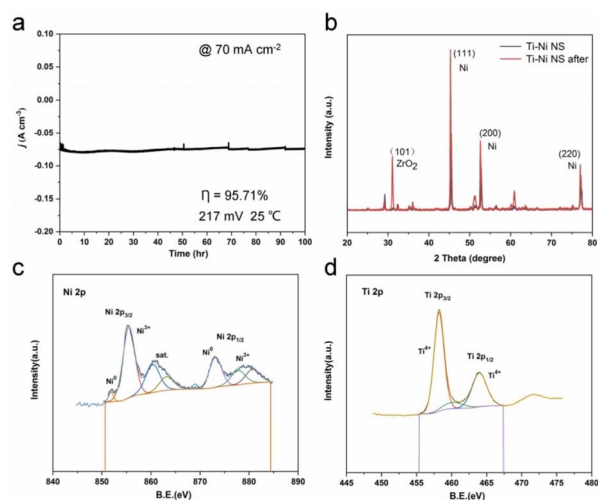 a
@ 70 mA cm⁻²
j (A cm⁻³)
0.10
0.05
0.00
-0.05
-0.10
-0.15
-0.20
η = 95.71%
217 mV 25 ℃
0 10 20 30 40 50 60 70 80 90 100
Time (hr)
b
Ti-Ni NS
Ti-Ni NS after
Intensity (a.u.)
(111)
Ni
(101)
ZrO₂
(200)
Ni
(220)
Ni
20 30 40 50 60 70 80
2 Theta (degree)
c
Ni 2p
Ni 2p₃/₂
Ni³⁺
Ni⁰
sat.
Ni 2p₁/₂
Ni⁰
Ni³⁺
Intensity(a.u.)
840 850 860 870 880 890
B.E.(eV)
d
Ti 2p
Ti 2p₃/₂
Ti⁴⁺
Ti 2p₁/₂
Ti⁴⁺
Intensity(a.u.)
445 450 455 460 465 470 475 480
B.E.(eV)